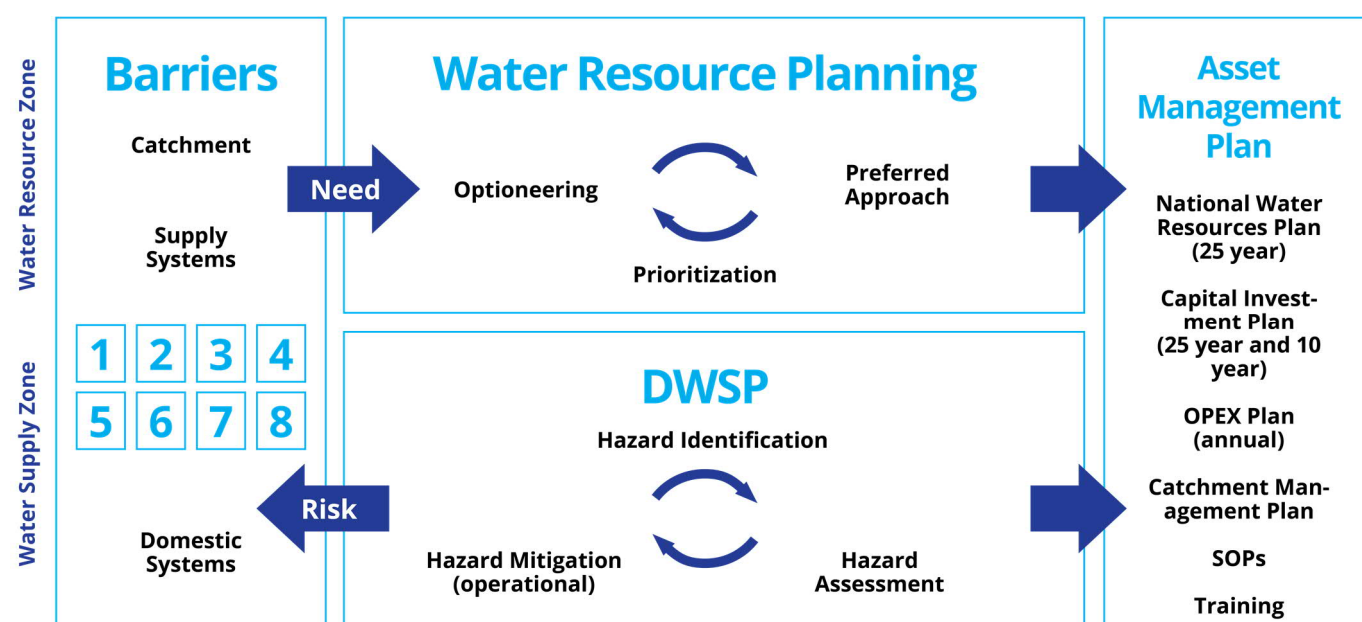 Water Resource Zone
Water Supply Zone
Barriers
Catchment
Supply
Systems
1 2 3 4
5 6 7 8
Domestic
Systems
Need
Risk
Water Resource Planning
Optioneering
Preferred
Approach
Prioritization
DWSP
Hazard Identification
Hazard Mitigation
(operational)
Hazard
Assessment
Asset
Management
Plan
National Water
Resources Plan
(25 year)
Capital Invest-
ment Plan
(25 year and 10
year)
OPEX Plan
(annual)
Catchment Man-
agement Plan
SOPs
Training